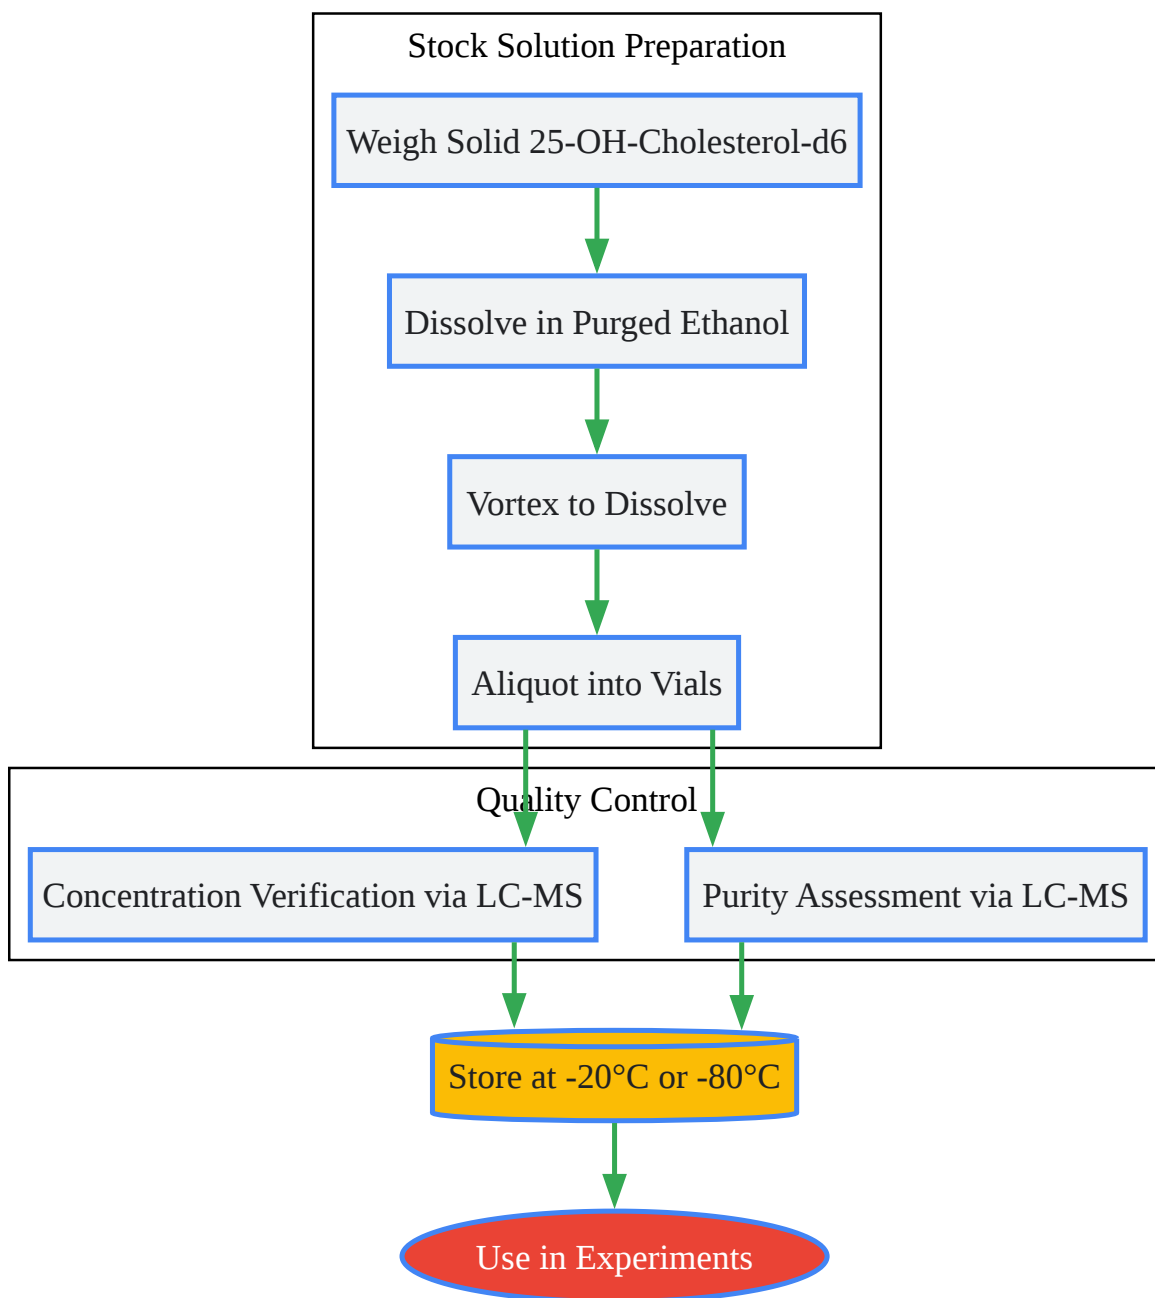 Stock Solution Preparation
Weigh Solid 25-OH-Cholesterol-d6
Dissolve in Purged Ethanol
Vortex to Dissolve
Aliquot into Vials
Quality Control
Concentration Verification via LC-MS
Purity Assessment via LC-MS
Store at -20°C or -80°C
Use in Experiments